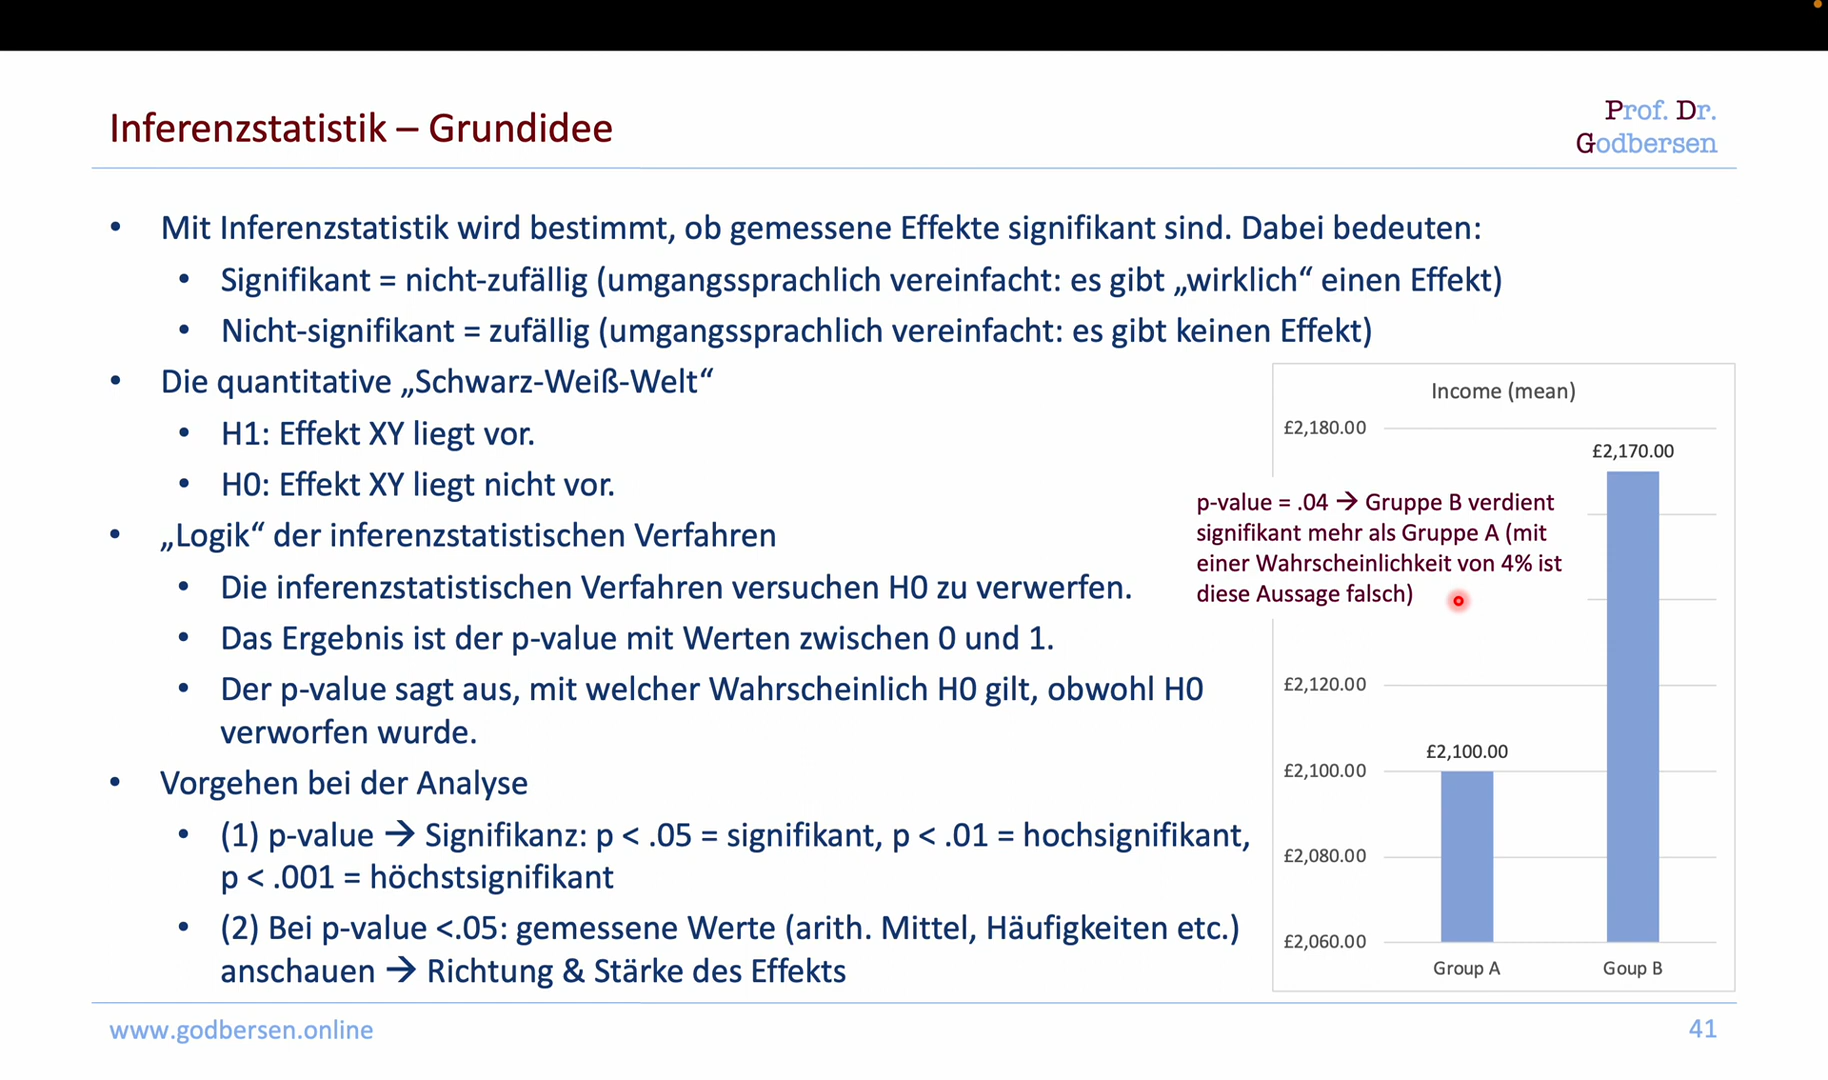 Inferenzstatistik – Grundidee
Prof. Dr.
Godbersen
• Mit Inferenzstatistik wird bestimmt, ob gemessene Effekte signifikant sind. Dabei bedeuten:
• Signifikant = nicht-zufällig (umgangssprachlich vereinfacht: es gibt „wirklich“ einen Effekt)
• Nicht-signifikant = zufällig (umgangssprachlich vereinfacht: es gibt keinen Effekt)
• Die quantitative „Schwarz-Weiß-Welt“
• H1: Effekt XY liegt vor.
• H0: Effekt XY liegt nicht vor.
• „Logik“ der inferenzstatistischen Verfahren
• Die inferenzstatistischen Verfahren versuchen H0 zu verwerfen.
• Das Ergebnis ist der p-value mit Werten zwischen 0 und 1.
• Der p-value sagt aus, mit welcher Wahrscheinlich H0 gilt, obwohl H0
verworfen wurde.
• Vorgehen bei der Analyse
• (1) p-value → Signifikanz: p < .05 = signifikant, p < .01 = hochsignifikant,
p < .001 = höchstsignifikant
• (2) Bei p-value <.05: gemessene Werte (arith. Mittel, Häufigkeiten etc.)
anschauen → Richtung & Stärke des Effekts
Income (mean)
£2,180.00
£2,170.00
p-value = .04 → Gruppe B verdient
signifikant mehr als Gruppe A (mit
einer Wahrscheinlichkeit von 4% ist
diese Aussage falsch)
£2,120.00
£2,100.00
£2,100.00
£2,080.00
£2,060.00
Group A
Goup B
www.godbersen.online
41